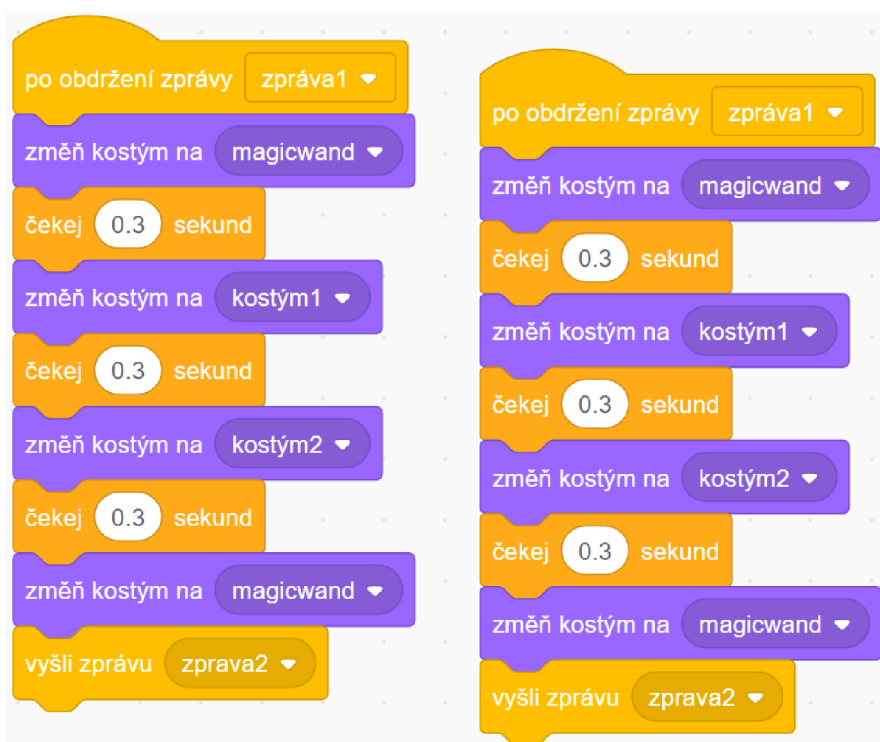 po obdržení zprávy zpráva1
změň kostým na magicwand
čekej 0.3 sekund
změň kostým na kostým1
čekej 0.3 sekund
změň kostým na kostým2
čekej 0.3 sekund
změň kostým na magicwand
vyšli zprávu zprava2
po obdržení zprávy zpráva1
změň kostým na magicwand
čekej 0.3 sekund
změň kostým na kostým1
čekej 0.3 sekund
změň kostým na kostým2
čekej 0.3 sekund
změň kostým na magicwand
vyšli zprávu zprava2